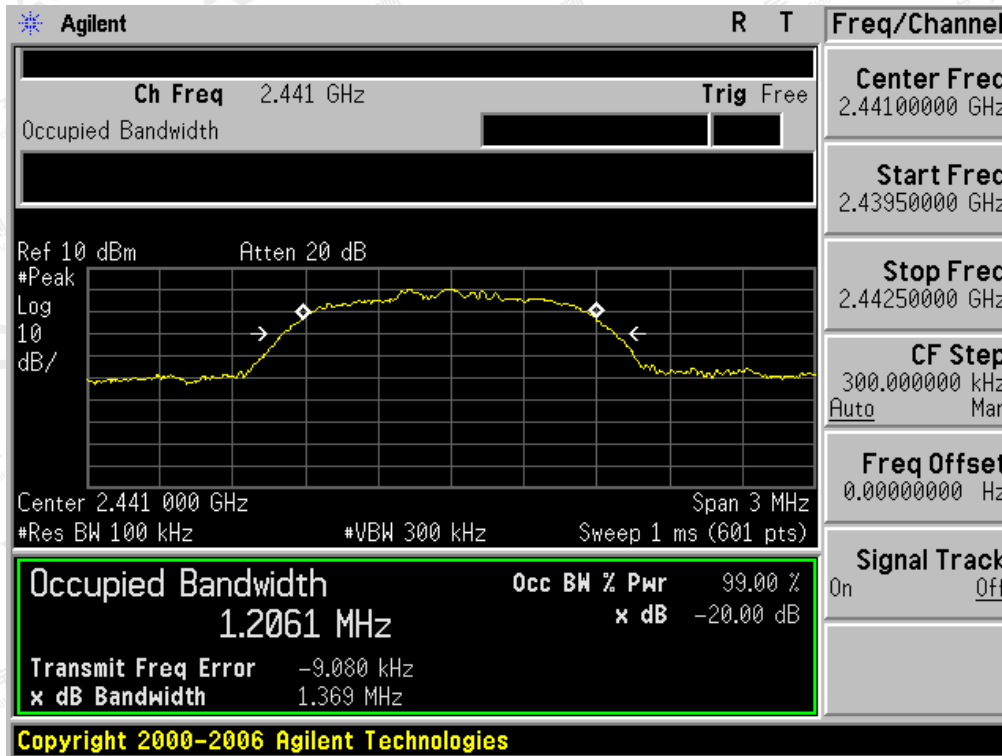 Agilent R T Freq/Channel
Ch Freq 2.441 GHz Trig Free
Occupied Bandwidth
Center Freq
2.44100000 GHz
Start Freq
2.43950000 GHz
Stop Freq
2.44250000 GHz
CF Step
300.000000 kHz
Auto Man
Freq Offset
0.00000000 Hz
Signal Track
On Off
Ref 10 dBm Atten 20 dB
#Peak
Log
10
dB/
Center 2.441 000 GHz Span 3 MHz
#Res BW 100 kHz #VBW 300 kHz Sweep 1 ms (601 pts)
Occupied Bandwidth
1.2061 MHz
Occ BW % Pwr 99.00 %
x dB -20.00 dB
Transmit Freq Error -9.080 kHz
x dB Bandwidth 1.369 MHz
Copyright 2000-2006 Agilent Technologies